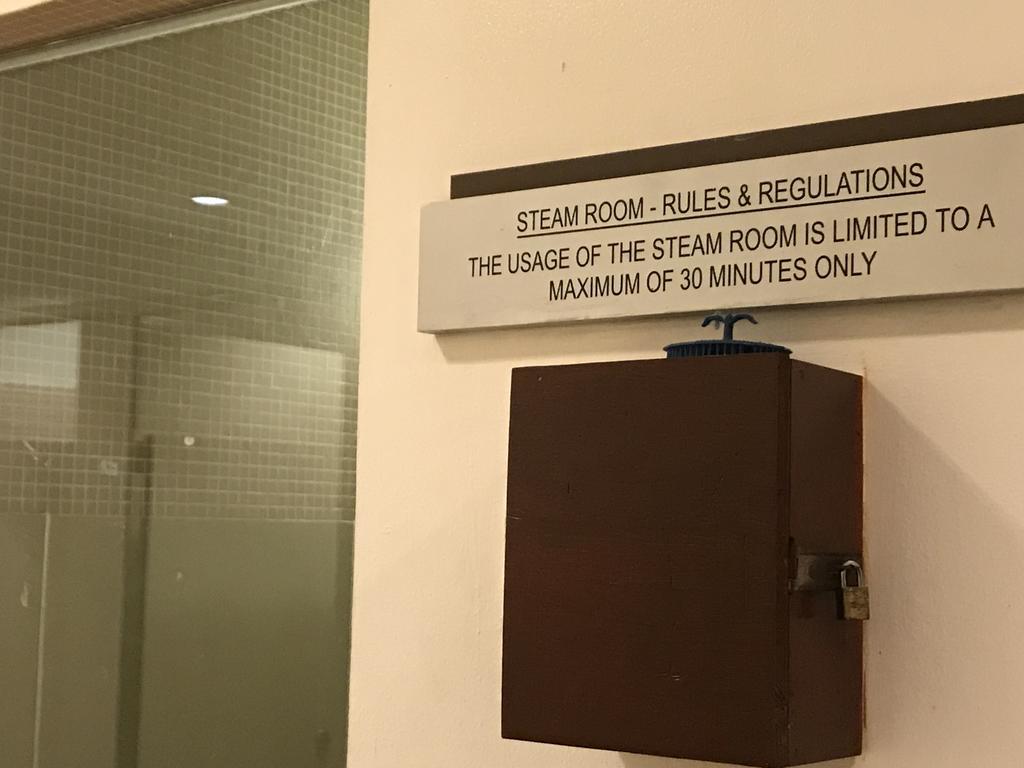 STEAM ROOM - RULES & REGULATIONS
THE USAGE OF THE STEAM ROOM IS LIMITED TO A
MAXIMUM OF 30 MINUTES ONLY